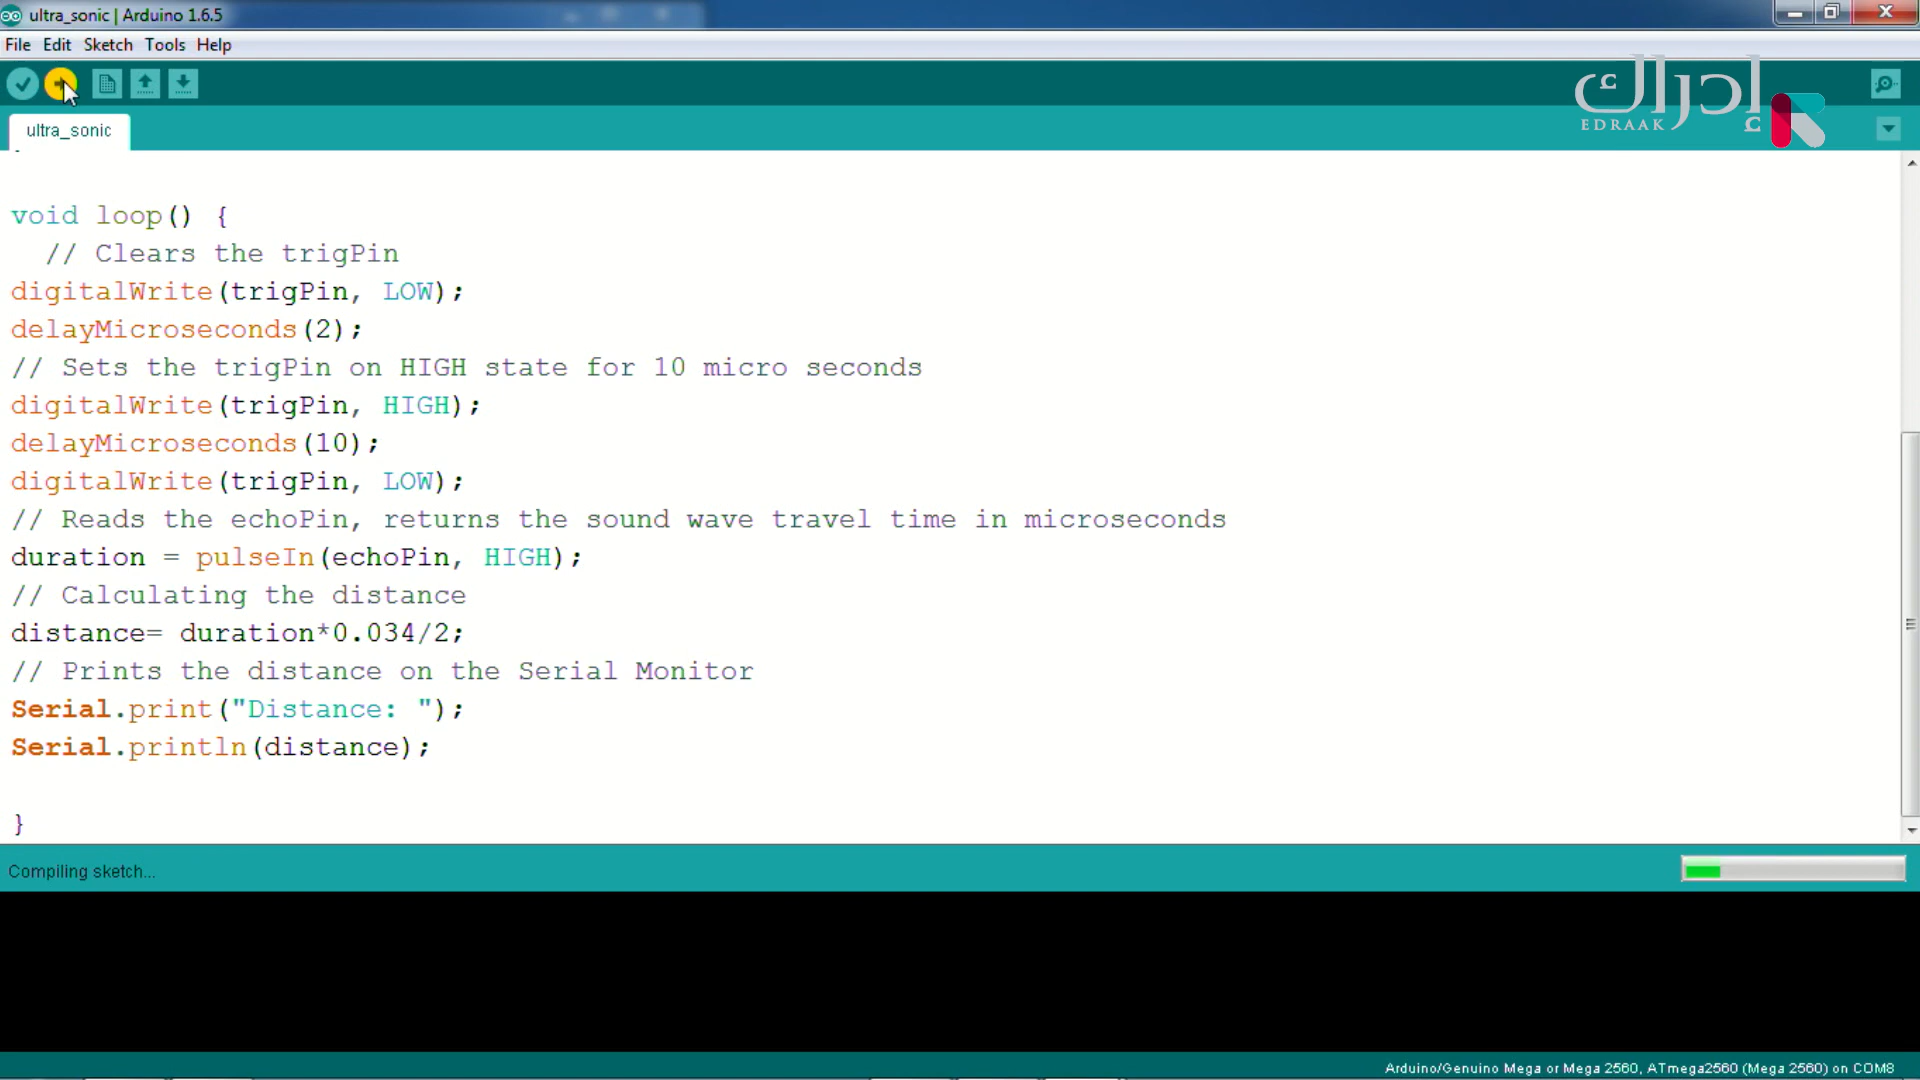 ultra_sonic | Arduino 1.6.5
File Edit Sketch Tools Help
إدراك
EDRAAK
ultra_sonic
void loop() {
// Clears the trigPin
digitalWrite(trigPin, LOW);
delayMicroseconds(2);
// Sets the trigPin on HIGH state for 10 micro seconds
digitalWrite(trigPin, HIGH);
delayMicroseconds(10);
digitalWrite(trigPin, LOW);
// Reads the echoPin, returns the sound wave travel time in microseconds
duration = pulseIn(echoPin, HIGH);
// Calculating the distance
distance= duration*0.034/2;
// Prints the distance on the Serial Monitor
Serial.print("Distance: ");
Serial.println(distance);
}
Compiling sketch...
Arduino/Genuino Mega or Mega 2560, ATmega2560 (Mega 2560) on COM8